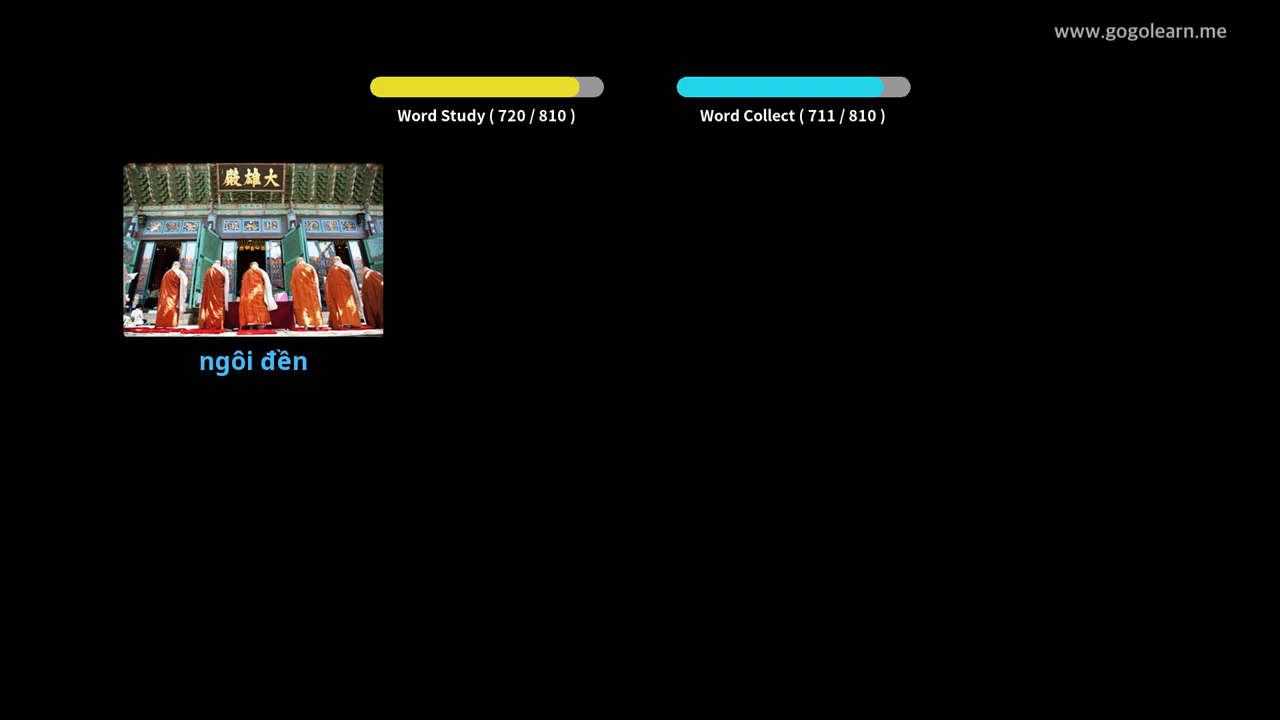 www.gogolearn.me
Word Study ( 720 / 810 )
Word Collect ( 711 / 810 )
殿雄大
ngôi đền